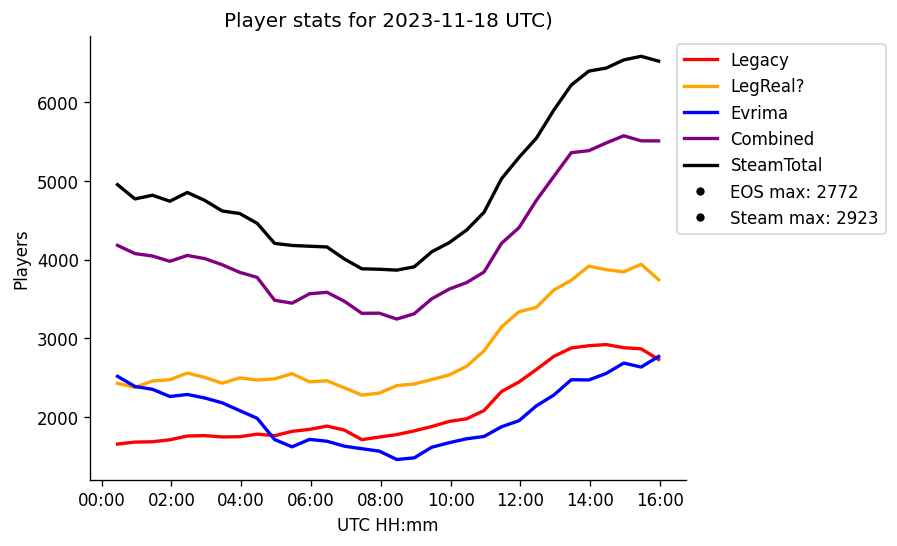 Player stats for 2023-11-18 UTC)
Legacy
LegReal?
Evrima
Combined
SteamTotal
EOS max: 2772
Steam max: 2923
Players
6000
5000
4000
3000
2000
00:00 02:00 04:00 06:00 08:00 10:00 12:00 14:00 16:00
UTC HH:mm